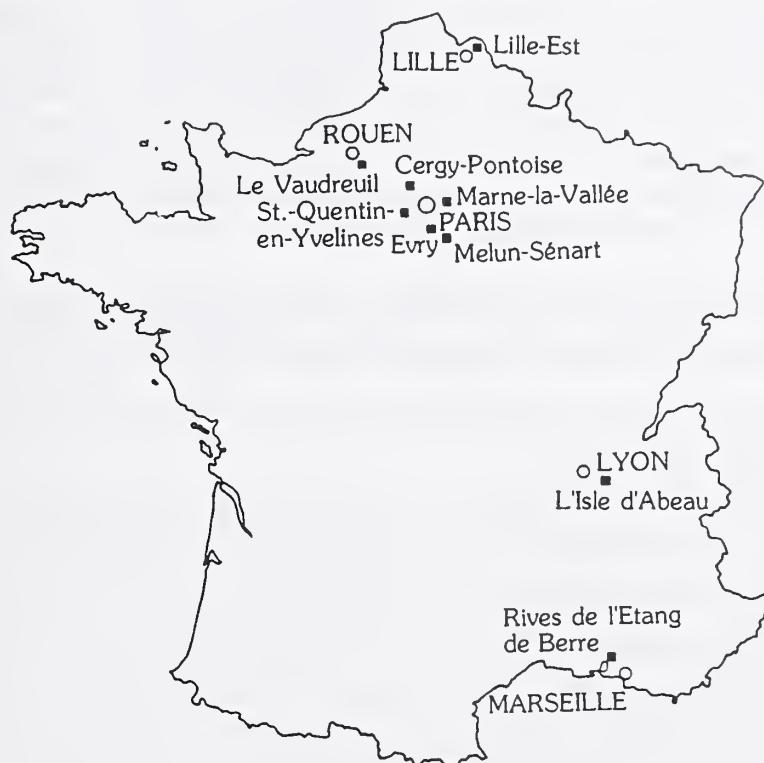 Lille-Est
LILLE
ROUEN
Cergy-Pontoise
Le Vaudreuil
Marne-la-Vallée
St.-Quentin-
en-Yvelines
PARIS
Evry
Melun-Sénart
LYON
L'Isle d'Abeau
Rives de l'Etang
de Berre
MARSEILLE